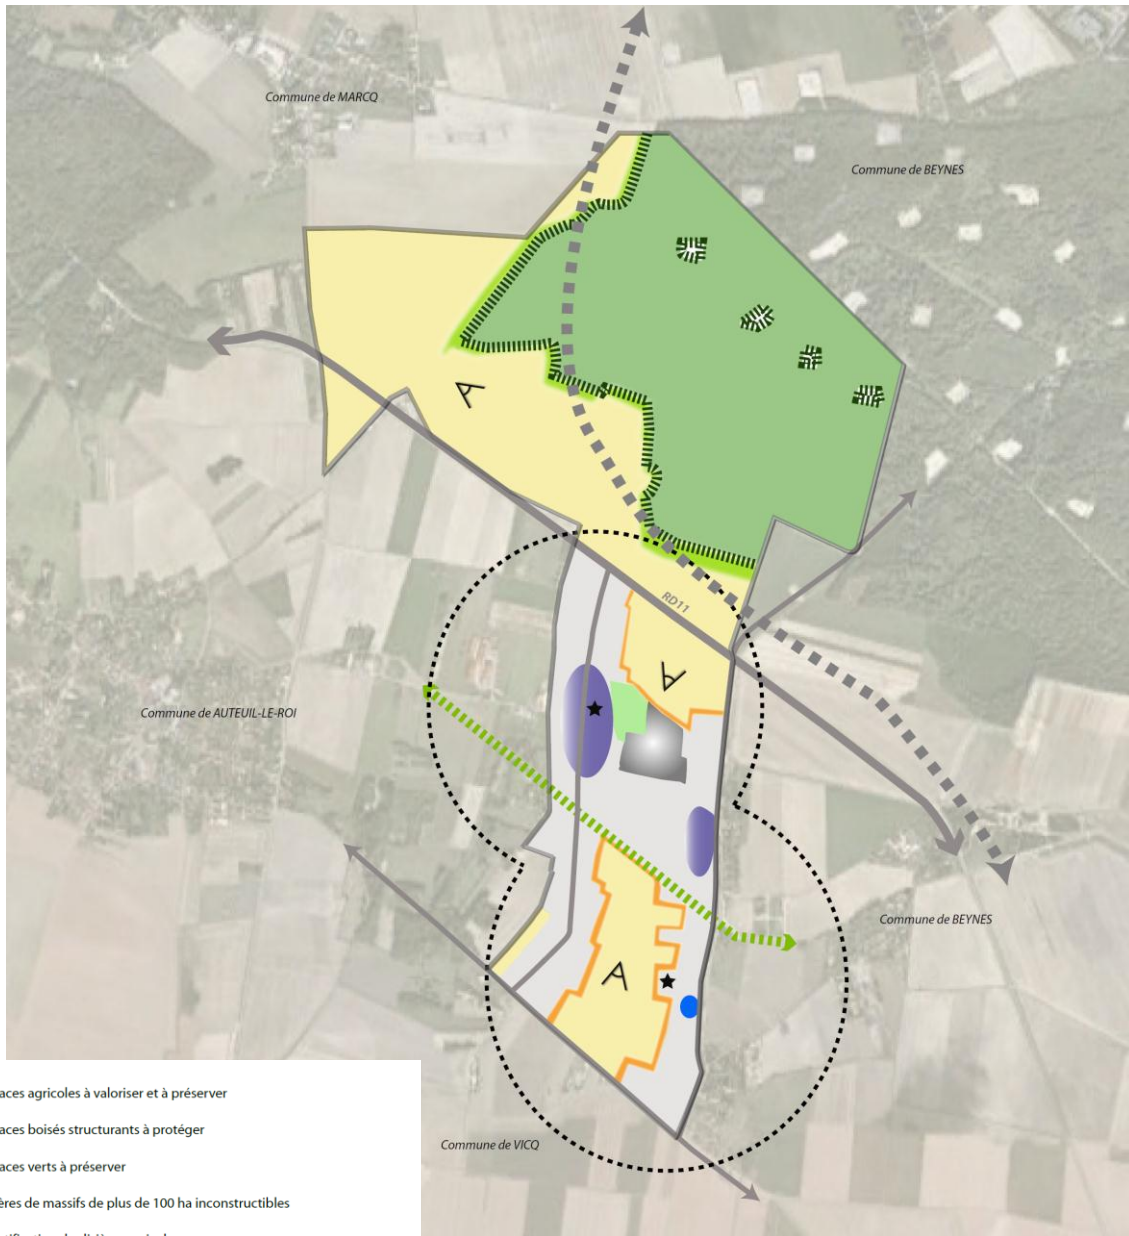 Commune de MARCQ
Commune de BEYNES
RD11
Commune de AUTEUIL-LE-ROI
Commune de BEYNES
Commune de VICQ
aces agricoles à valoriser et à préserver
aces boisés structurants à protéger
aces verts à préserver
ères de massifs de plus de 100 ha inconstructibles